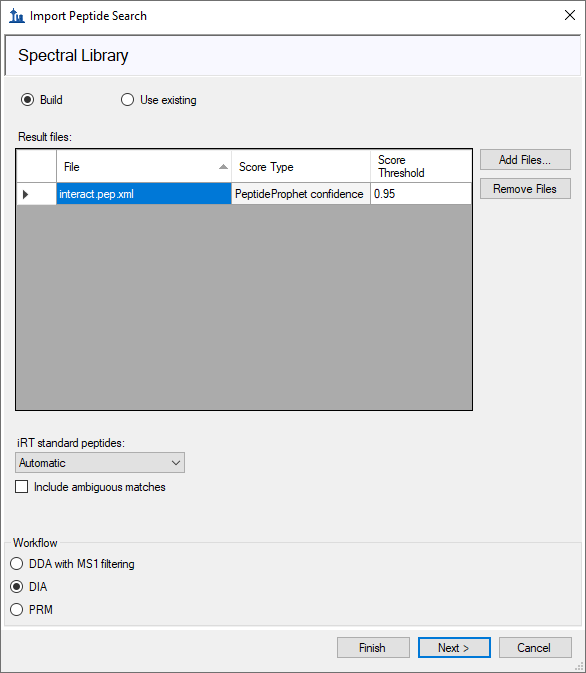 Import Peptide Search
Spectral Library
Build
Use existing
Result files:
File
Score Type
Score
Threshold
Add Files...
interact.pep.xml
PeptideProphet confidence
0.95
Remove Files
iRT standard peptides:
Automatic
Include ambiguous matches
Workflow
DDA with MS1 filtering
DIA
PRM
Finish
Next >
Cancel